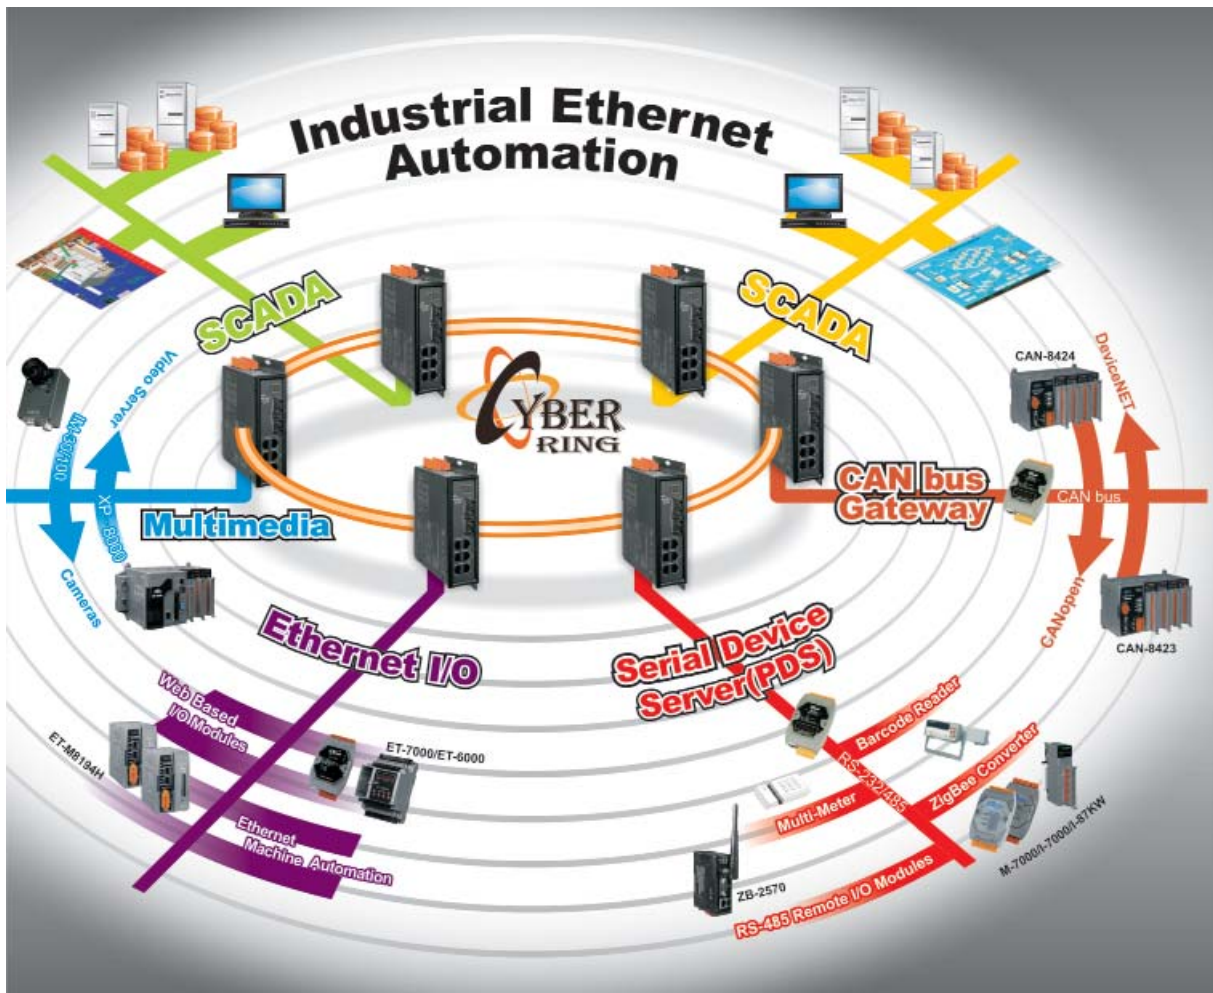 Industrial Ethernet
Automation
SCADA
SCADA
CYBER
RING
Video Server
IM-30/100
XP-8000
Cameras
Multimedia
CAN-8424
DeviceNET
CAN bus
Gateway
CAN bus
CANopen
CAN-8423
Ethernet I/O
Serial Device
Server(PDS)
Web Based
I/O Modules
ET-7000/ET-6000
ET-M8194H
Ethernet
Machine Automation
Barcode Reader
RS-232/485
ZigBee Converter
Multi-Meter
M-7000/I-7000/I-87KW
ZB-2570
RS-485 Remote I/O Modules